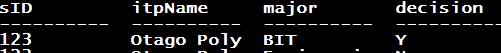 sID itpName major decision
---------- ---------- ---------- ----------
123 Otago Poly BIT Y